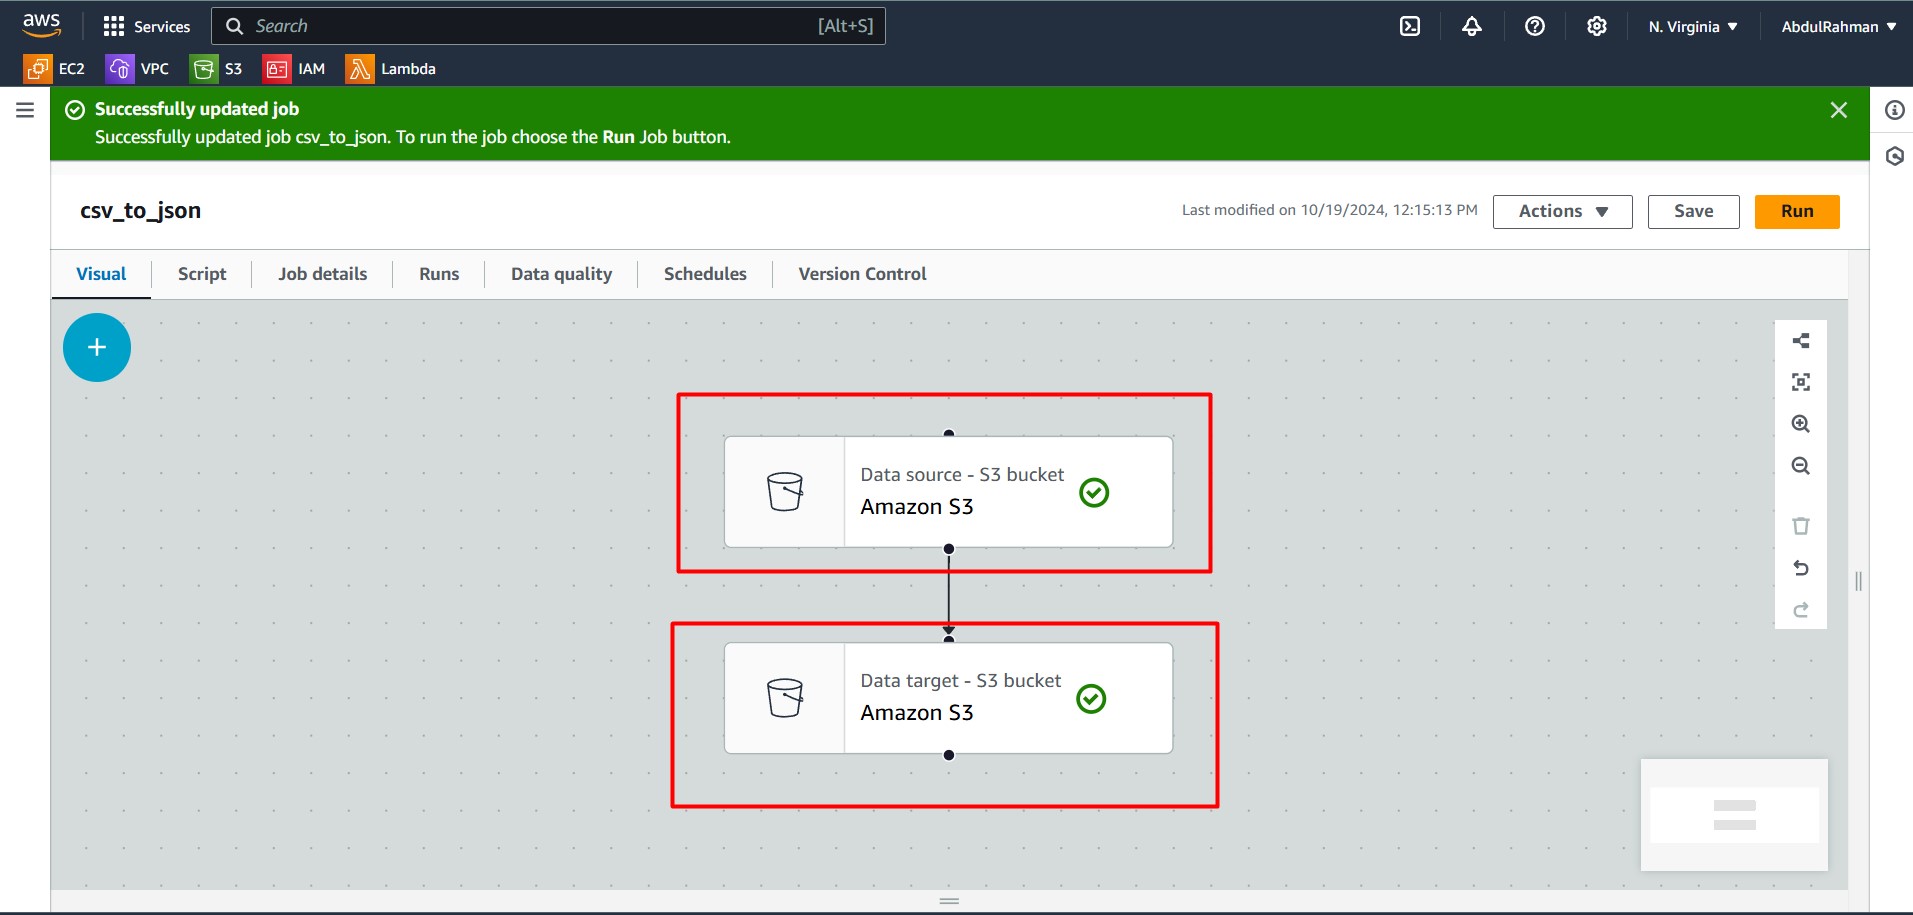 aws
Services
Search
[Alt+S]
N. Virginia
AbdulRahman
EC2
VPC
S3
IAM
Lambda
Successfully updated job
Successfully updated job csv_to_json. To run the job choose the Run Job button.
csv_to_json
Last modified on 10/19/2024, 12:15:13 PM
Actions
Save
Run
Visual
Script
Job details
Runs
Data quality
Schedules
Version Control
Data source - S3 bucket
Amazon S3
Data target - S3 bucket
Amazon S3